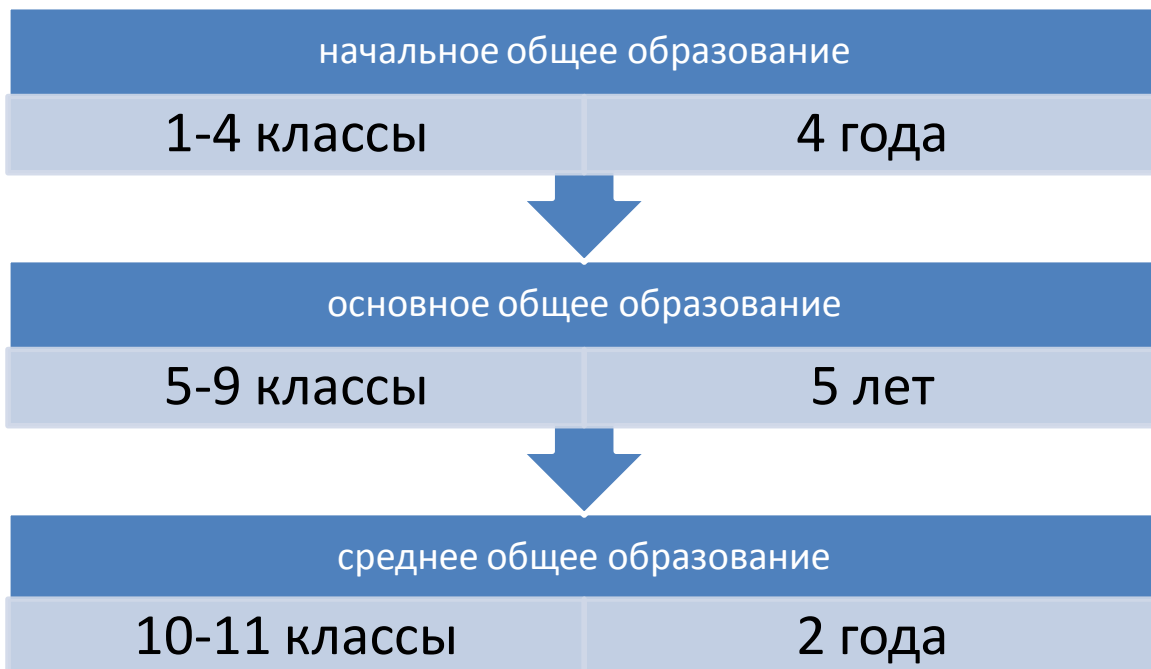 начальное общее образование
1-4 классы 4 года
основное общее образование
5-9 классы 5 лет
среднее общее образование
10-11 классы 2 года